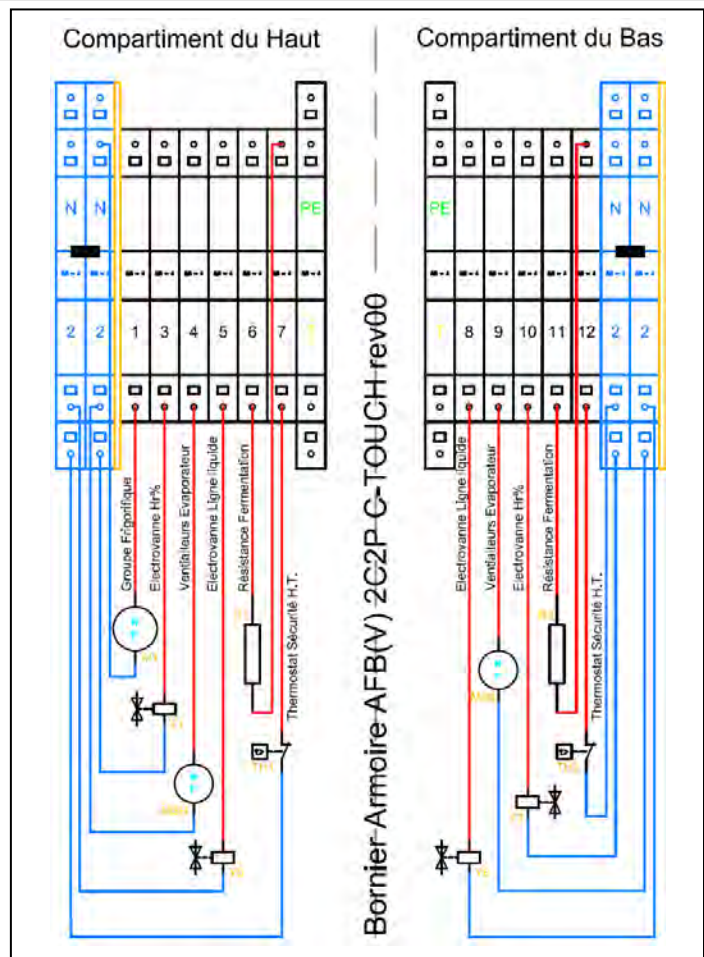 Compartiment du Haut
Compartiment du Bas
N N PE
2 2 1 3 4 5 6 7
Groupe Frigorifique
Electrovanne Hr%
Ventilateurs Evaporateur
Electrovanne Ligne liquide
Résistance Fermentation
Thermostat Sécurité H.T.
Bornier Armoire AFB(V) 2C2P C-TOUCH rev00
PE N N
8 9 10 11 12 2 2
Electrovanne Ligne liquide
Ventilateurs Evaporateur
Electrovanne Hr%
Résistance Fermentation
Thermostat Sécurité H.T.